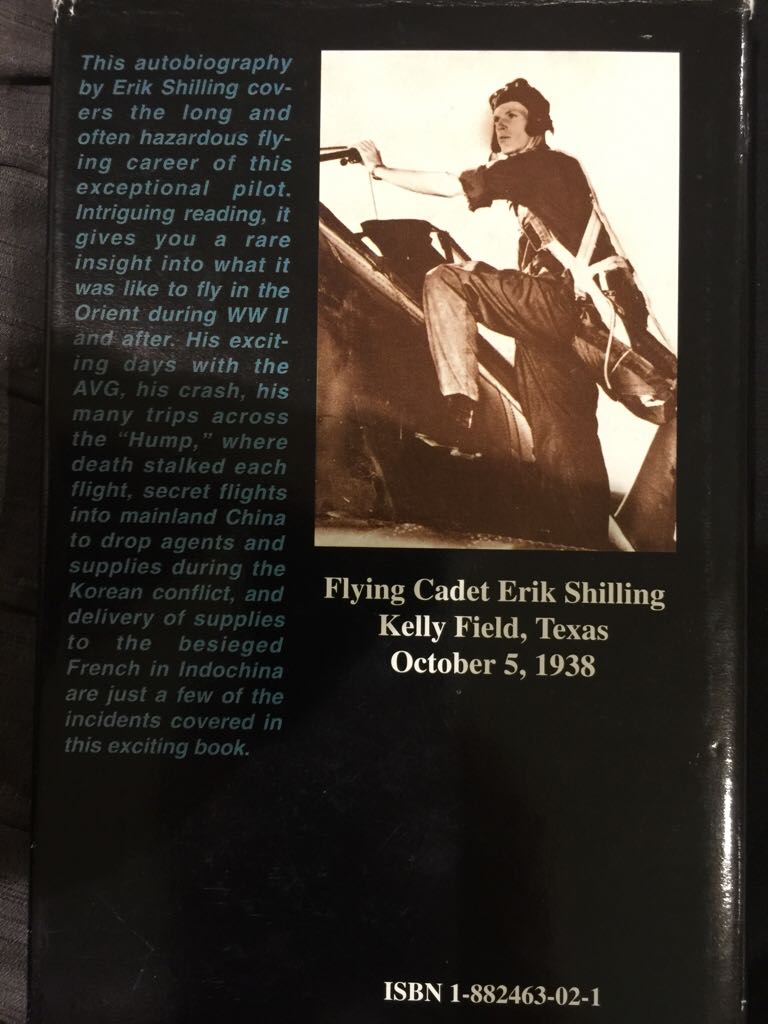 This autobiography
by Erik Shilling cov-
ers the long and
often hazardous fly-
ing career of this
exceptional pilot.
Intriguing reading, it
gives you a rare
insight into what it
was like to fly in the
Orient during WW II
and after. His excit-
ing days with the
AVG, his crash, his
many trips across
the "Hump," where
death stalked each
flight, secret flights
into mainland China
to drop agents and
supplies during the
Korean conflict, and
delivery of supplies
to the besieged
French in Indochina
are just a few of the
incidents covered in
this exciting book.
Flying Cadet Erik Shilling
Kelly Field, Texas
October 5, 1938
ISBN 1-882463-02-1